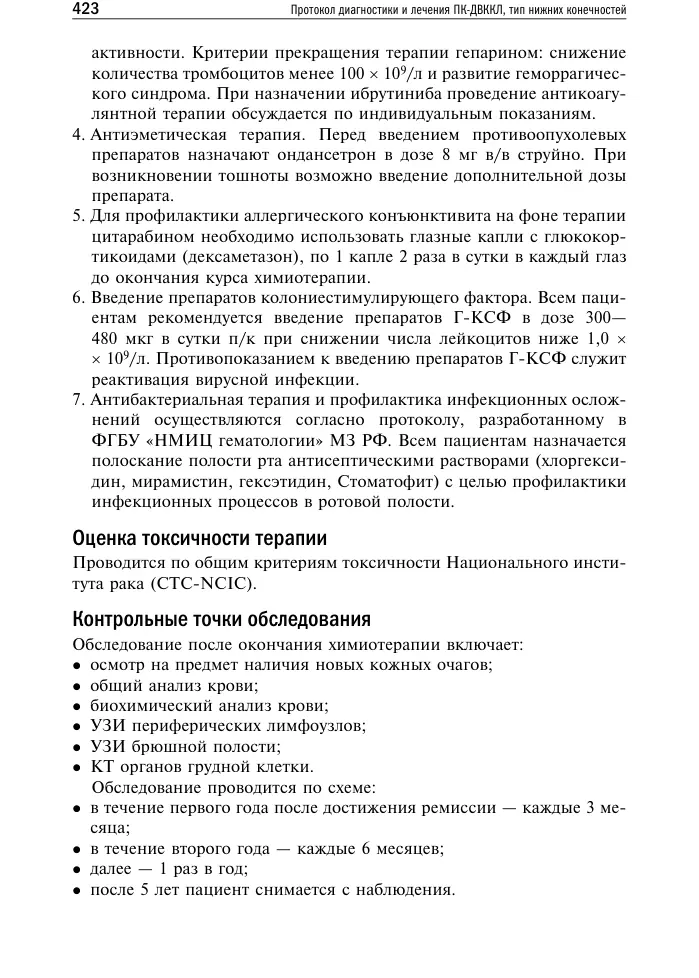 423
Протокол диагностики и лечения ПК-ДВККЛ, тип нижних конечностей
активности. Критерии прекращения терапии гепарином: снижение
количества тромбоцитов менее 100 × 10⁹/л и развитие геморрагичес-
кого синдрома. При назначении ибрутиниба проведение антикоагу-
лянтной терапии обсуждается по индивидуальным показаниям.
4. Антиэметическая терапия. Перед введением противоопухолевых
препаратов назначают ондансетрон в дозе 8 мг в/в струйно. При
возникновении тошноты возможно введение дополнительной дозы
препарата.
5. Для профилактики аллергического конъюнктивита на фоне терапии
цитарабином необходимо использовать глазные капли с глюкокор-
тикоидами (дексаметазон), по 1 капле 2 раза в сутки в каждый глаз
до окончания курса химиотерапии.
6. Введение препаратов колониестимулирующего фактора. Всем паци-
ентам рекомендуется введение препаратов Г-КСФ в дозе 300—
480 мкг в сутки п/к при снижении числа лейкоцитов ниже 1,0 ×
× 10⁹/л. Противопоказанием к введению препаратов Г-КСФ служит
реактивация вирусной инфекции.
7. Антибактериальная терапия и профилактика инфекционных ослож-
нений осуществляются согласно протоколу, разработанному в
ФГБУ «НМИЦ гематологии» МЗ РФ. Всем пациентам назначается
полоскание полости рта антисептическими растворами (хлоргекси-
дин, мирамистин, гексэтидин, Стоматофит) с целью профилактики
инфекционных процессов в ротовой полости.
Оценка токсичности терапии
Проводится по общим критериям токсичности Национального инсти-
тута рака (CTC-NCIC).
Контрольные точки обследования
Обследование после окончания химиотерапии включает:
● осмотр на предмет наличия новых кожных очагов;
● общий анализ крови;
● биохимический анализ крови;
● УЗИ периферических лимфоузлов;
● УЗИ брюшной полости;
● КТ органов грудной клетки.
Обследование проводится по схеме:
● в течение первого года после достижения ремиссии — каждые 3 ме-
сяца;
● в течение второго года — каждые 6 месяцев;
● далее — 1 раз в год;
● после 5 лет пациент снимается с наблюдения.